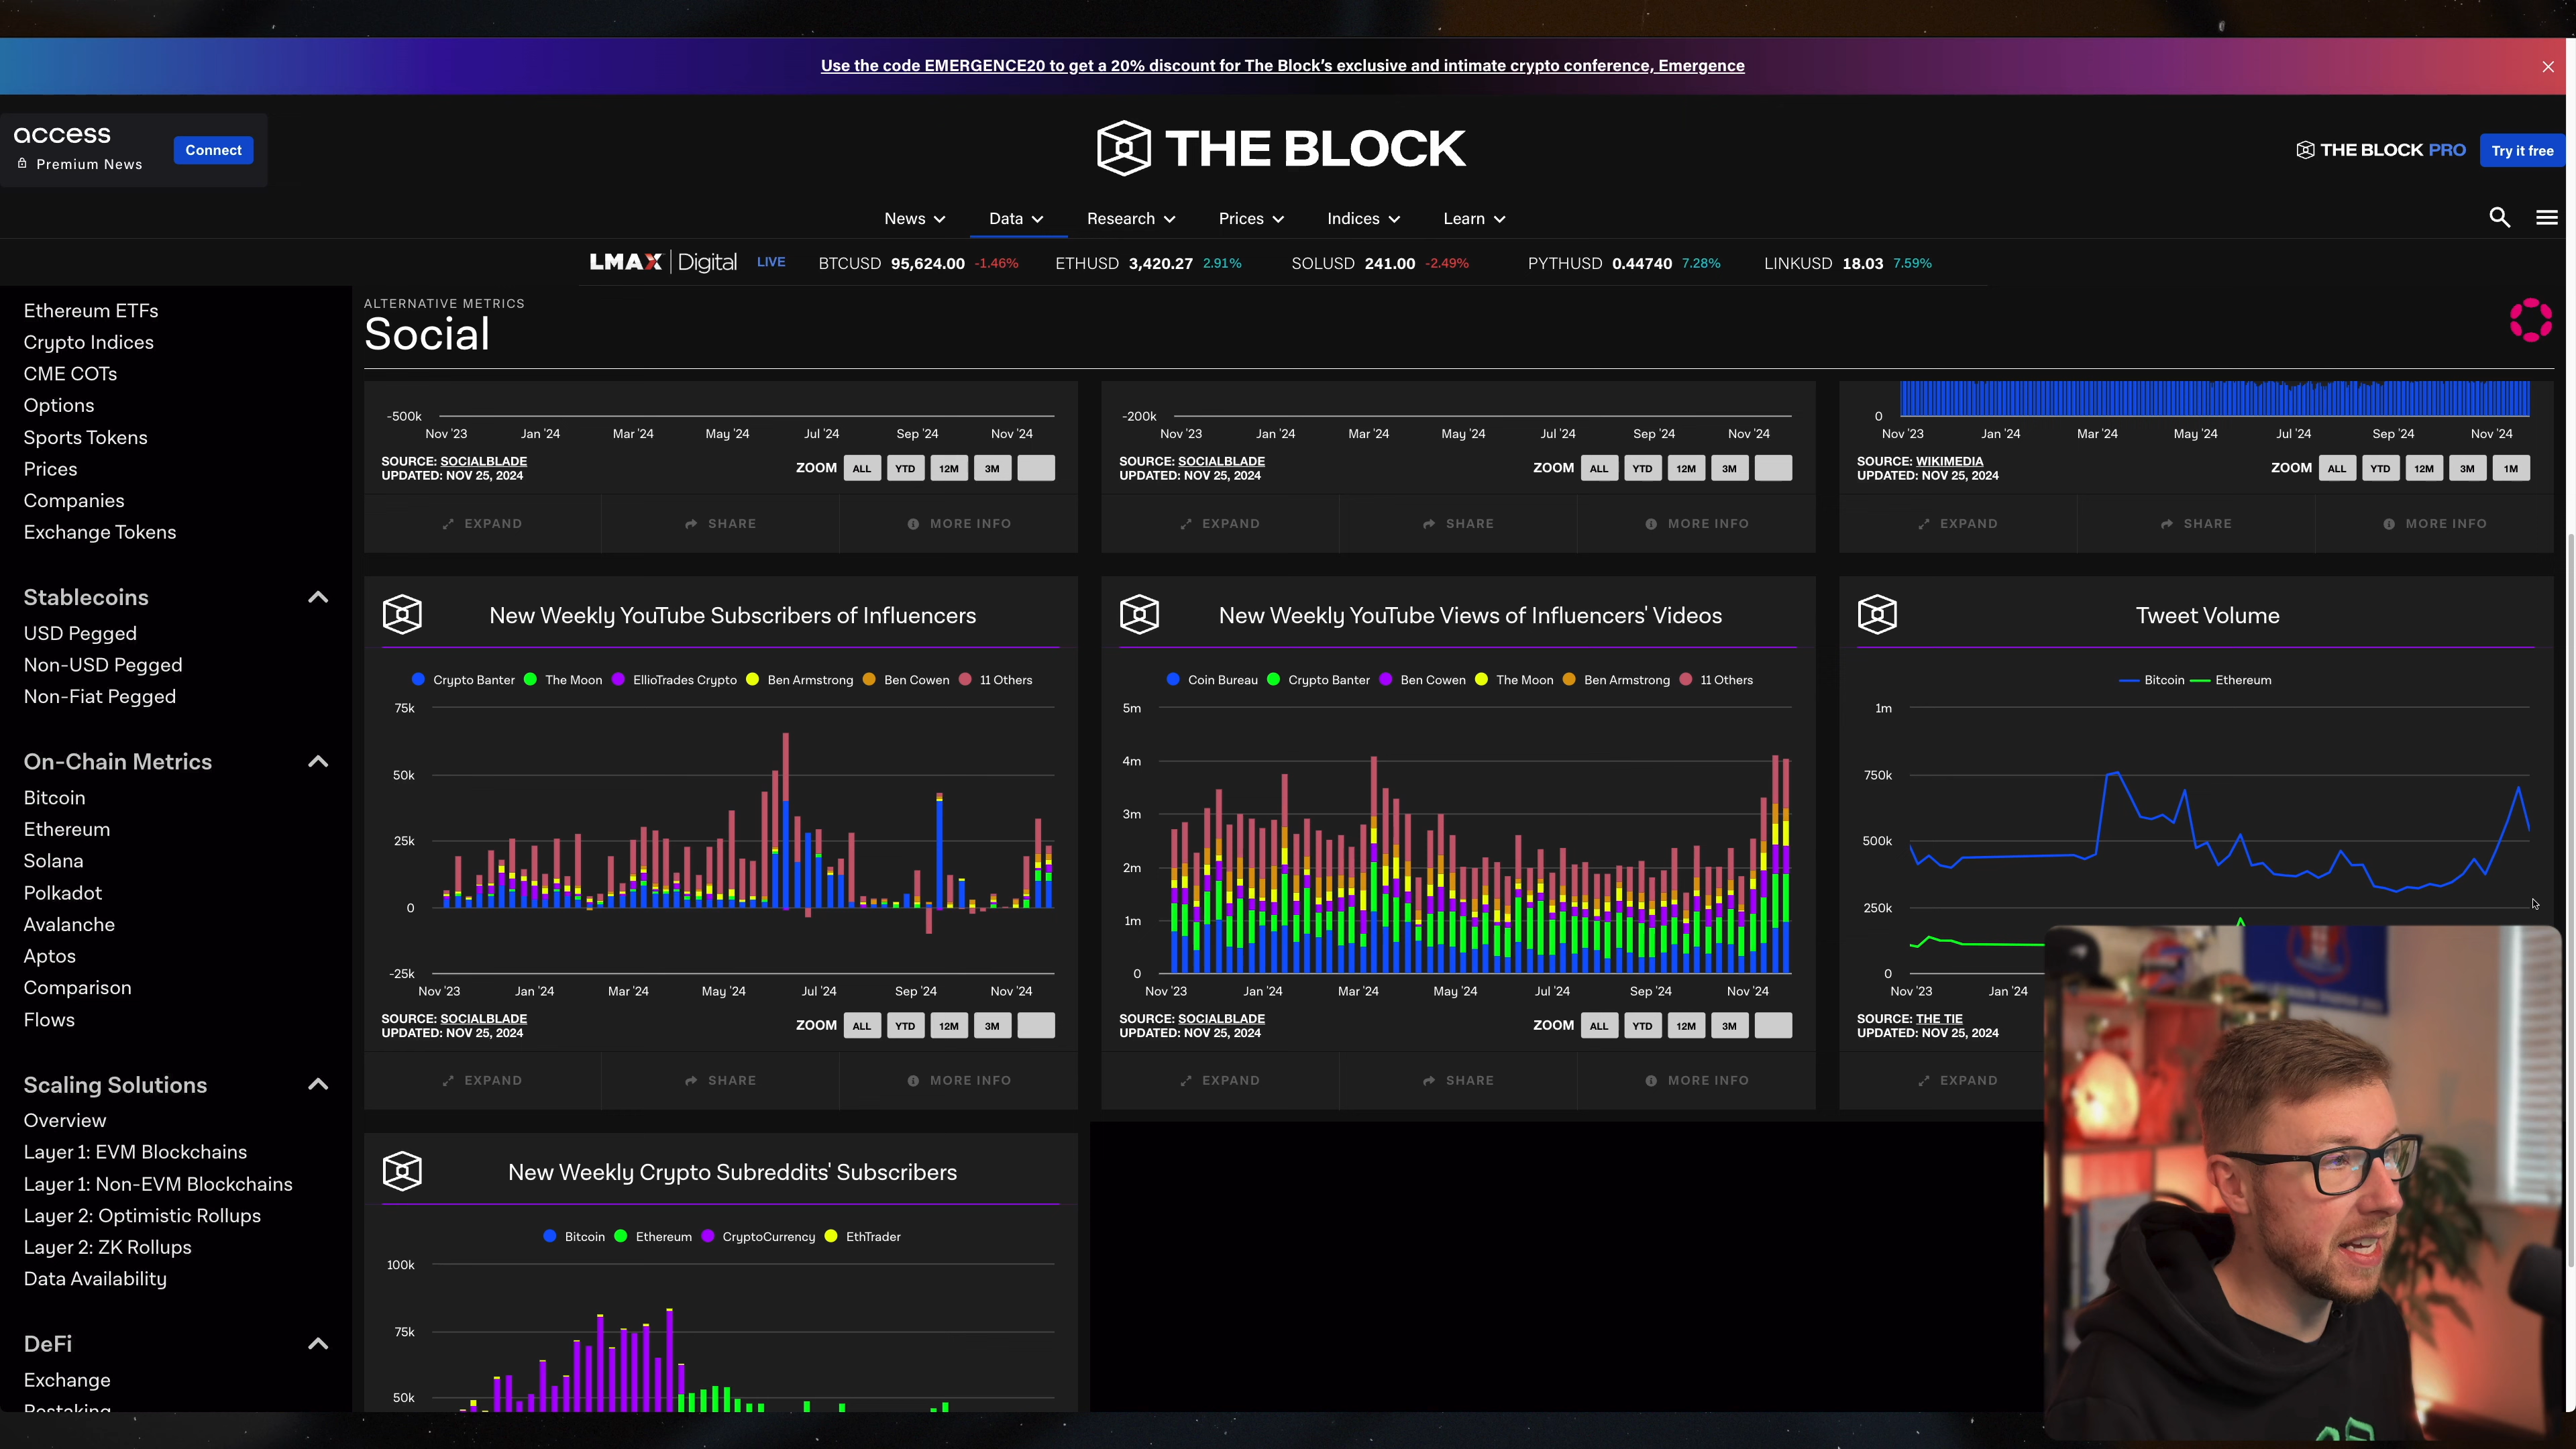 Use the code EMERGENCE20 to get a 20% discount for The Block's exclusive and intimate crypto conference, Emergence
access
Premium News
Connect
THE BLOCK
THE BLOCK PRO
Try it free
News
Data
Research
Prices
Indices
Learn
LMAX Digital LIVE BTCUSD 95,624.00 -1.46% ETHUSD 3,420.27 2.91% SOLUSD 241.00 -2.49% PYTHUSD 0.44740 7.28% LINKUSD 18.03 7.59%
Ethereum ETFs
Crypto Indices
CME COTs
Options
Sports Tokens
Prices
Companies
Exchange Tokens
Stablecoins
USD Pegged
Non-USD Pegged
Non-Fiat Pegged
On-Chain Metrics
Bitcoin
Ethereum
Solana
Polkadot
Avalanche
Aptos
Comparison
Flows
Scaling Solutions
Overview
Layer 1: EVM Blockchains
Layer 1: Non-EVM Blockchains
Layer 2: Optimistic Rollups
Layer 2: ZK Rollups
Data Availability
DeFi
Exchange
Restaking
ALTERNATIVE METRICS
Social
-500k
Nov '23 Jan '24 Mar '24 May '24 Jul '24 Sep '24 Nov '24
SOURCE: SOCIALBLADE
UPDATED: NOV 25, 2024
ZOOM ALL YTD 12M 3M
EXPAND SHARE MORE INFO
-200k
Nov '23 Jan '24 Mar '24 May '24 Jul '24 Sep '24 Nov '24
SOURCE: SOCIALBLADE
UPDATED: NOV 25, 2024
ZOOM ALL YTD 12M 3M
EXPAND SHARE MORE INFO
0
Nov '23 Jan '24 Mar '24 May '24 Jul '24 Sep '24 Nov '24
SOURCE: WIKIMEDIA
UPDATED: NOV 25, 2024
ZOOM ALL YTD 12M 3M 1M
EXPAND SHARE MORE INFO
New Weekly YouTube Subscribers of Influencers
Crypto Banter The Moon EllioTrades Crypto Ben Armstrong Ben Cowen 11 Others
75k
50k
25k
0
-25k
Nov '23 Jan '24 Mar '24 May '24 Jul '24 Sep '24 Nov '24
SOURCE: SOCIALBLADE
UPDATED: NOV 25, 2024
ZOOM ALL YTD 12M 3M
EXPAND SHARE MORE INFO
New Weekly YouTube Views of Influencers' Videos
Coin Bureau Crypto Banter Ben Cowen The Moon Ben Armstrong 11 Others
5m
4m
3m
2m
1m
0
Nov '23 Jan '24 Mar '24 May '24 Jul '24 Sep '24 Nov '24
SOURCE: SOCIALBLADE
UPDATED: NOV 25, 2024
ZOOM ALL YTD 12M 3M
EXPAND SHARE MORE INFO
Tweet Volume
Bitcoin Ethereum
1m
750k
500k
250k
0
Nov '23 Jan '24
SOURCE: THE TIE
UPDATED: NOV 25, 2024
EXPAND
New Weekly Crypto Subreddits' Subscribers
Bitcoin Ethereum CryptoCurrency EthTrader
100k
75k
50k